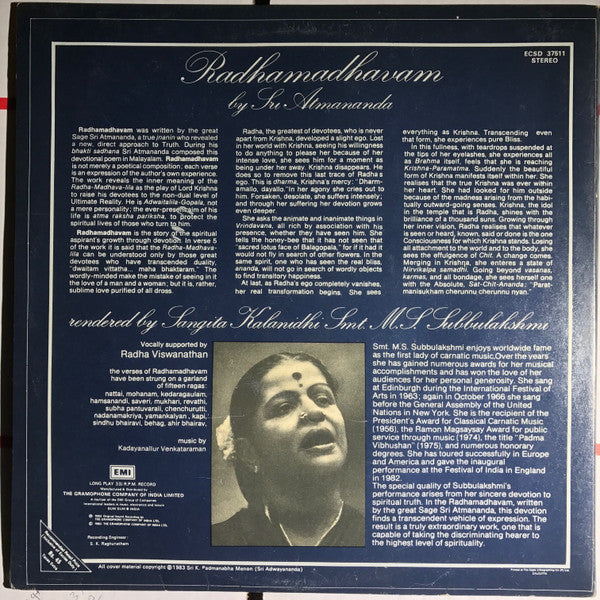 ECSD 37611
STEREO
Radhamadhavam
by Sri Atmananda
Radhamadhavam was written by the great
Sage Sri Atmananda, a true jnanin who revealed
a new, direct approach to Truth. During his
bhakti sadhana Sri Atmananda composed this
devotional poem in Malayalam. Radhamadhavam
is not merely a poetical composition: each verse
is an expression of the author's own experience.
The work reveals the inner meaning of the
Radha-Madhava-lila as the play of Lord Krishna
to raise his devotees to the non-dual level of
Ultimate Reality. He is Adwaitalila-Gopala, not
a mere personality; the ever-present aim of his
life is atma raksha pariksha, to protect the
spiritual lives of those who turn to him.
Radhamadhavam is the story of the spiritual
aspirant's growth through devotion. In verse 5
of the work it is said that the Radha-Madhava-
lila can be understood only by those great
devotees who have transcended duality,
"dwaitam vittatha... maha bhaktaram." The
wordly-minded make the mistake of seeing in it
the love of a man and a woman; but it is, rather,
sublime love purified of all dross.
Radha, the greatest of devotees, who is never
apart from Krishna, developed a slight ego. Lost
in her world with Krishna, seeing his willingness
to do anything to please her because of her
intense love, she sees him for a moment as
being under her sway. Krishna disappears. He
does so to remove this last trace of Radha's
ego. This is dharma, Krishna's mercy: "Dharm-
amallo, dayallo." In her agony she cries out to
him. Forsaken, desolate, she suffers intensely;
and through her suffering her devotion grows
even deeper.
She asks the animate and inanimate things in
Vrindavana, all rich by association with his
presence, whether they have seen him. She
tells the honey-bee that it has not seen that
"sacred lotus face of Balagopala," for if it had it
would not fly in search of other flowers. In the
same spirit, one who has seen the real bliss,
ananda, will not go in search of wordly objects
to find transitory happiness.
At last, as Radha's ego completely vanishes,
her real transformation begins. She sees
everything as Krishna. Transcending even
that form, she experiences pure Bliss.
In this fullness, with teardrops suspended at
the tips of her eyelashes, she experiences all
as Brahma itself, feels that she is reaching
Krishna-Paramatma. Suddenly the beautiful
form of Krishna manifests itself within her. She
realises that the true Krishna was ever within
her heart. She had looked for him outside
because of the madness arising from the habi-
tually outward-going senses. Krishna, the idol
in the temple that is Radha, shines with the
brilliance of a thousand suns. Growing through
her inner vision, Radha realises that whatever
is seen or heard, known, said or done is the one
Consciousness for which Krishna stands. Losing
all attachment to the world and to the body, she
sees the effulgence of Chit. A change comes.
Merging in Krishna, she enters a state of
Nirvikalpa samadhi. Going beyond vasanas,
karmas, and all bondage, she sees herself one
with the Absolute, Sat-Chit-Ananda: "Parat-
manisukham cherunnu cherunnu nyan."
rendered by Sangita Kalanidhi Smt. M.S. Subbulakshmi
Vocally supported by
Radha Viswanathan
the verses of Radhamadhavam
have been strung on a garland
of fifteen ragas:
nattai, mohanam, kedaragaulam,
hamsanandi, saveri, mukhari, revathi,
subha pantuvarali, chenchurutti,
nadanamakriya, yamankalyan, kapi,
sindhu bhairavi, behag, shir bhairav,
music by
Kadayanallur Venkataraman
EMI
LONG PLAY 33⅓ R.P.M. RECORD
Manufactured & Distributed by
THE GRAMOPHONE COMPANY OF INDIA LIMITED
Recording Engineer
S. K. Raghunatham
All cover material copyright ©1983 Sri K. Padmanabha Menon (Sri Adwayananda)
Smt. M.S. Subbulakshmi enjoys worldwide fame
as the first lady of carnatic music.Over the years
she has gained numerous awards for her musical
accomplishments and has won the love of her
audiences for her personal generosity. She sang
at Edinburgh during the International Festival of
Arts in 1963; again in October 1966 she sang
before the General Assembly of the United
Nations in New York. She is the recipient of the
President's Award for Classical Carnatic Music
(1956), the Ramon Magsaysay Award for public
service through music (1974), the title "Padma
Vibhushan" (1975), and numerous honorary
degrees. She has toured successfully in Europe
and America and gave the inaugural
performance at the Festival of India in England
in 1982.
The special quality of Subbulakshmi's
performance arises from her sincere devotion to
spiritual truth. In the Radhamadhavam, written
by the great Sage Sri Atmananda, this devotion
finds a transcendent vehicle of expression. The
result is a truly extraordinary work, one that is
capable of taking the discriminating hearer to
the highest level of spirituality.